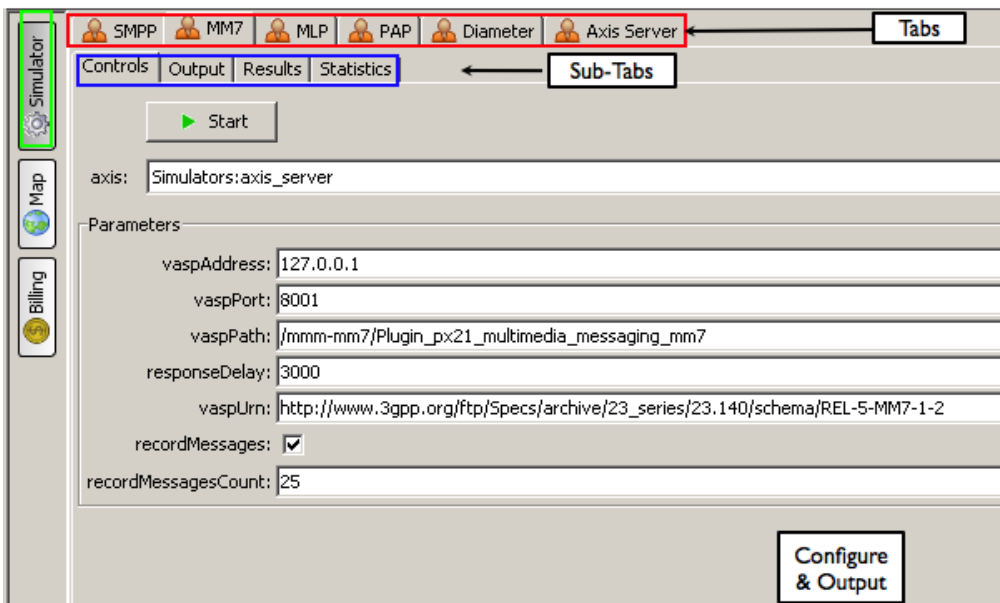 SMPP MM7 MLP PAP Diameter Axis Server Tabs
Controls Output Results Statistics Sub-Tabs
Simulator
Map
Billing
Start
axis: Simulators:axis_server
Parameters
vaspAddress: 127.0.0.1
vaspPort: 8001
vaspPath: /mmm-mm7/Plugin_px21_multimedia_messaging_mm7
responseDelay: 3000
vaspUrn: http://www.3gpp.org/ftp/Specs/archive/23_series/23.140/schema/REL-5-MM7-1-2
recordMessages:
recordMessagesCount: 25
Configure
& Output